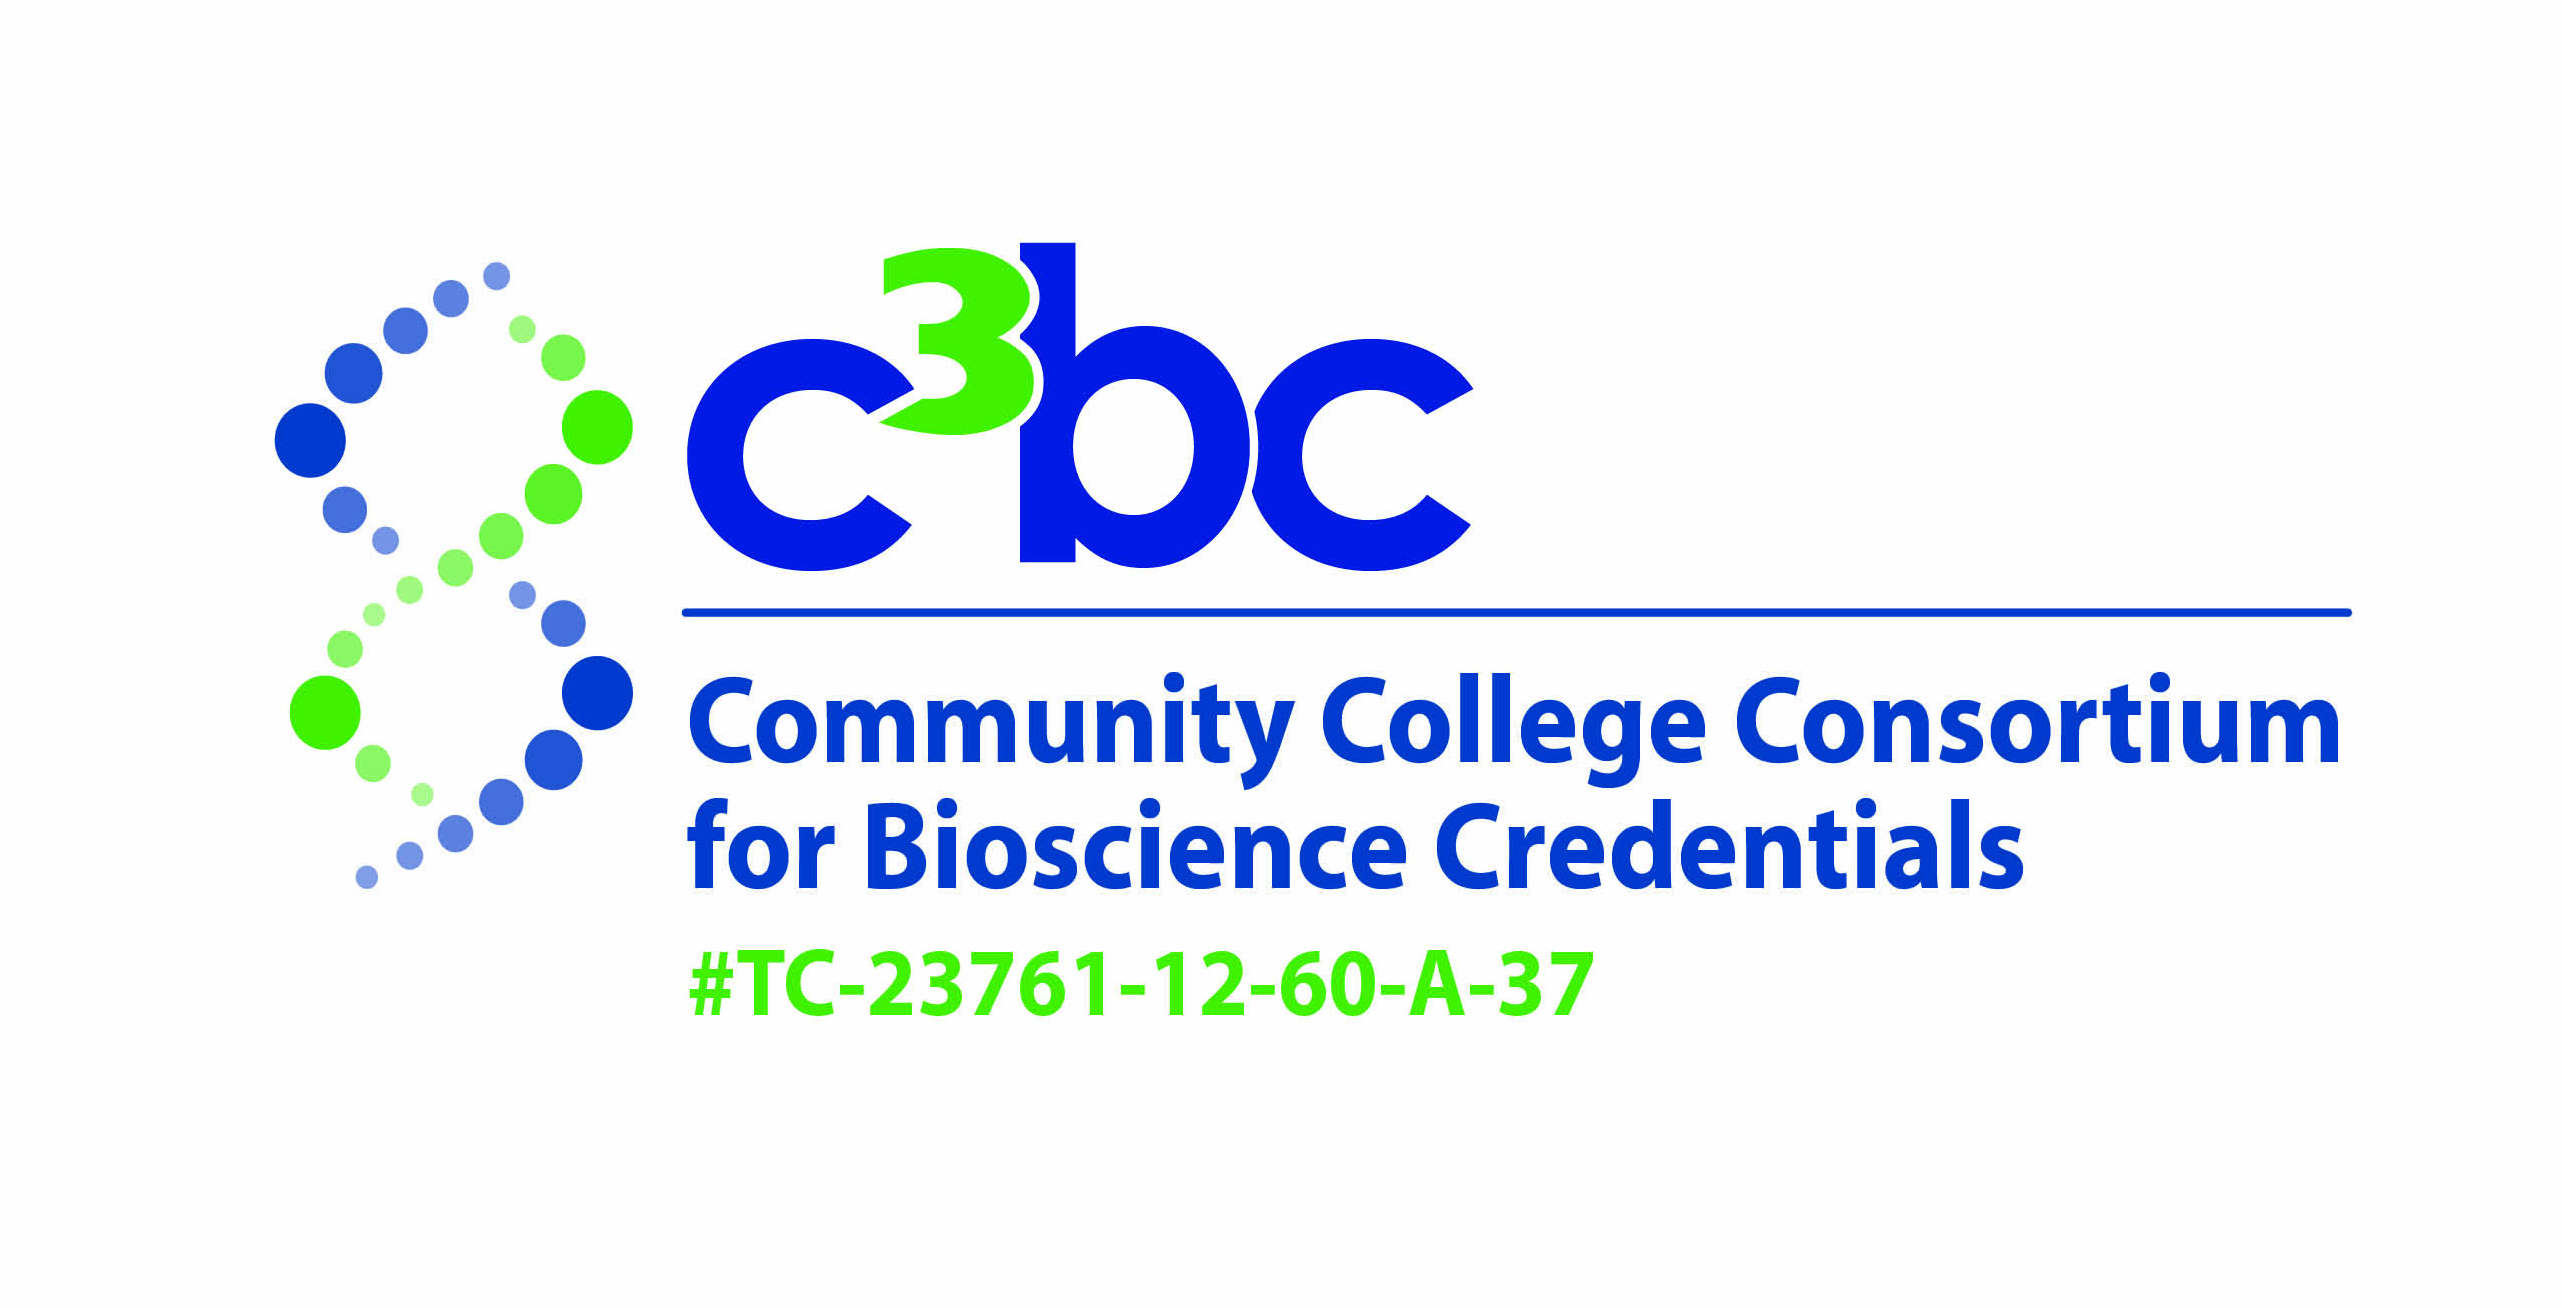 c3bc
Community College Consortium
for Bioscience Credentials
#TC-23761-12-60-A-37